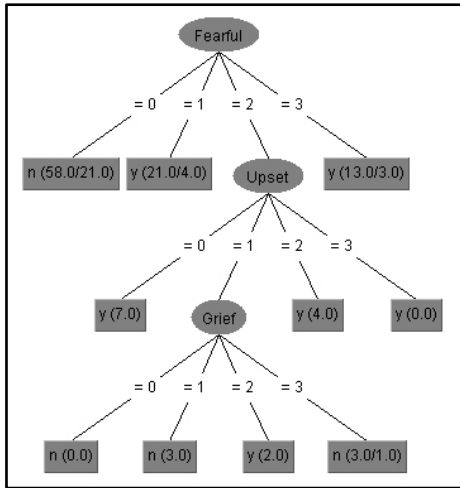 Fearful
= 0 = 1 = 2 = 3
n (58.0/21.0) y (21.0/4.0) Upset y (13.0/3.0)
= 0 = 1 = 2 = 3
y (7.0) Grief y (4.0) y (0.0)
= 0 = 1 = 2 = 3
n (0.0) n (3.0) y (2.0) n (3.0/1.0)